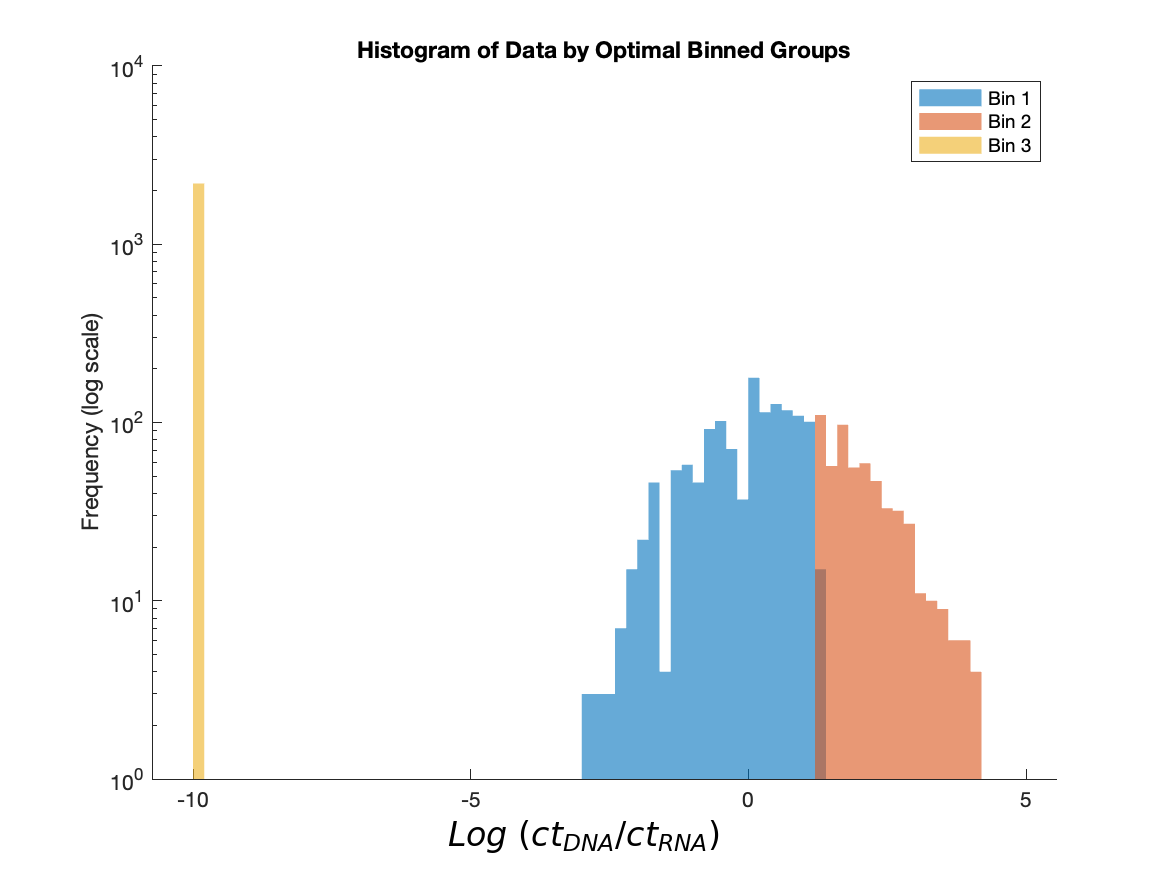 Histogram of Data by Optimal Binned Groups
Bin 1
Bin 2
Bin 3
Frequency (log scale)
10^4
10^3
10^2
10^1
10^0
-10 -5 0 5
Log (ct_DNA/ct_RNA)